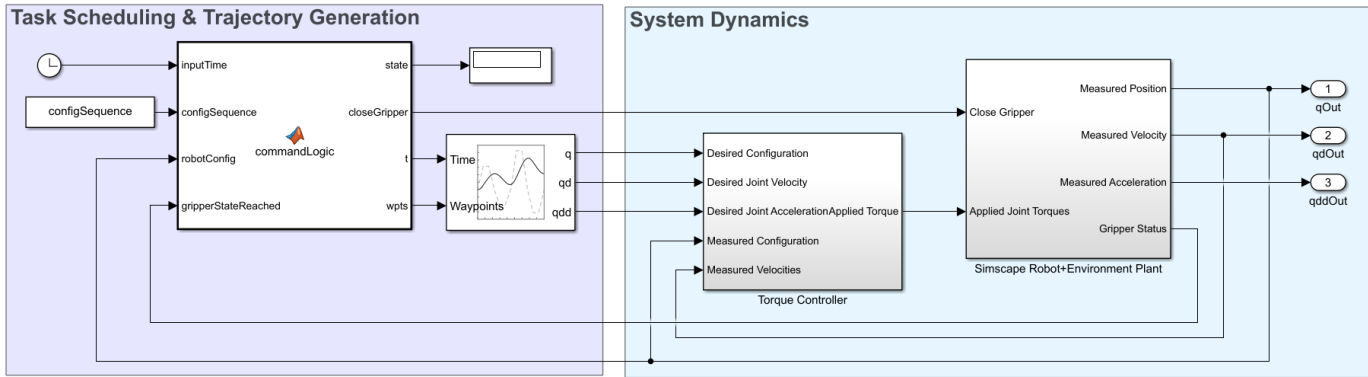 Task Scheduling & Trajectory Generation
inputTime
state
configSequence
configSequence
closeGripper
commandLogic
robotConfig
t
gripperStateReached
wpts
Time
q
qd
Waypoints
qdd
System Dynamics
Desired Configuration
Desired Joint Velocity
Desired Joint Acceleration
Applied Torque
Measured Configuration
Measured Velocities
Torque Controller
Measured Position
Close Gripper
Measured Velocity
Measured Acceleration
Applied Joint Torques
Gripper Status
Simscape Robot+Environment Plant
1
qOut
2
qdOut
3
qddOut